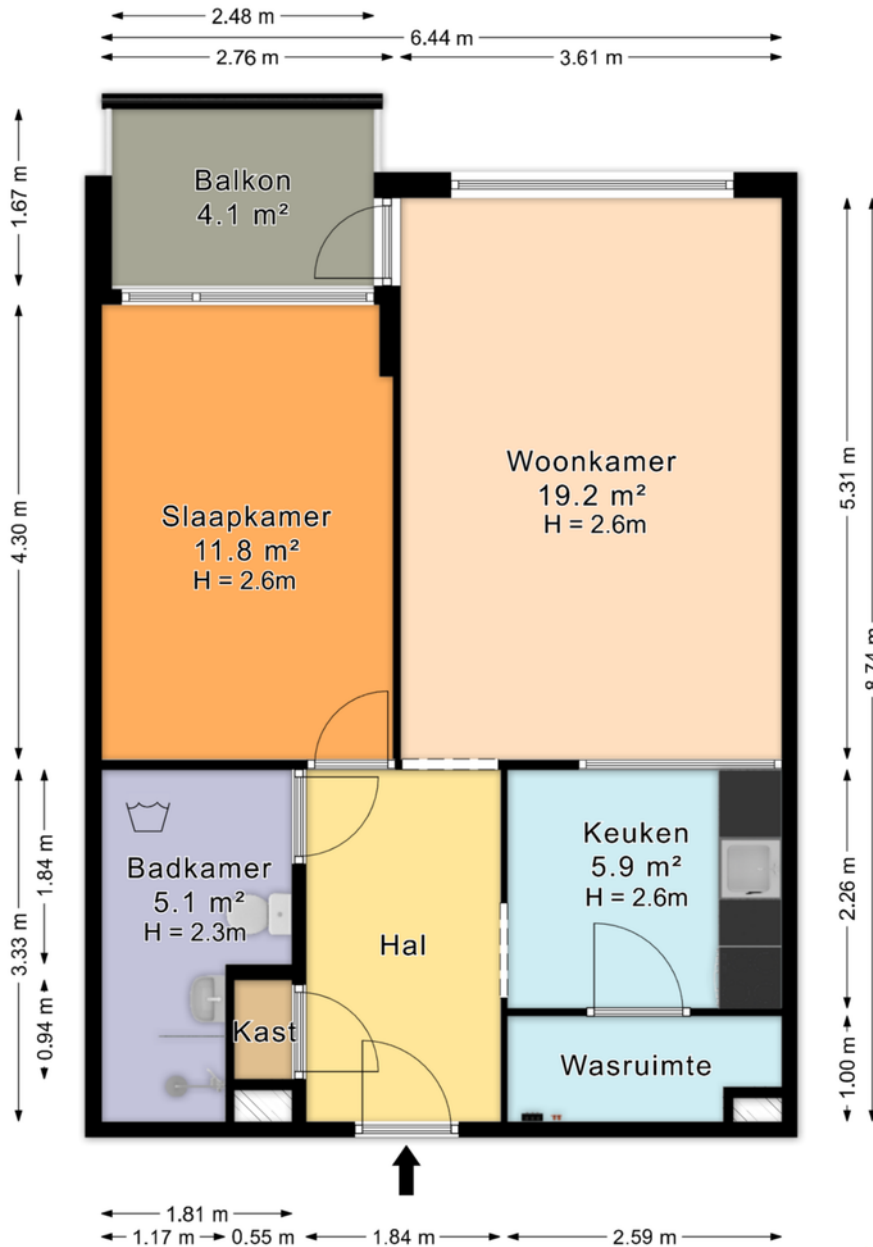 2.48 m
6.44 m
2.76 m
3.61 m
1.67 m
Balkon
4.1 m²
4.30 m
Slaapkamer
11.8 m²
H = 2.6m
Woonkamer
19.2 m²
H = 2.6m
5.31 m
8.74 m
3.33 m
1.84 m
0.94 m
Badkamer
5.1 m²
H = 2.3m
Kast
Hal
Keuken
5.9 m²
H = 2.6m
Wasruimte
2.26 m
1.00 m
1.81 m
1.17 m
0.55 m
1.84 m
2.59 m